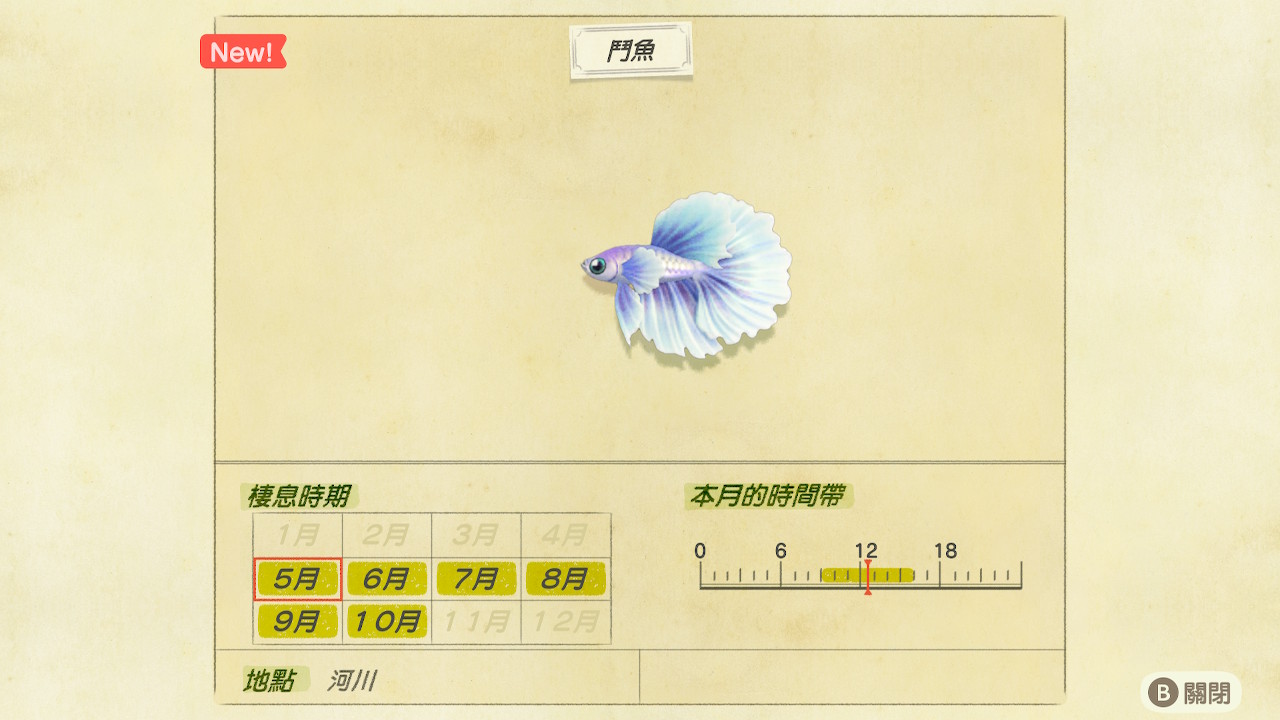 New!
鬥魚
棲息時期
1月 2月 3月 4月
5月 6月 7月 8月
9月 10月 11月 12月
本月的時間帶
0 6 12 18
地點 河川
B 關閉